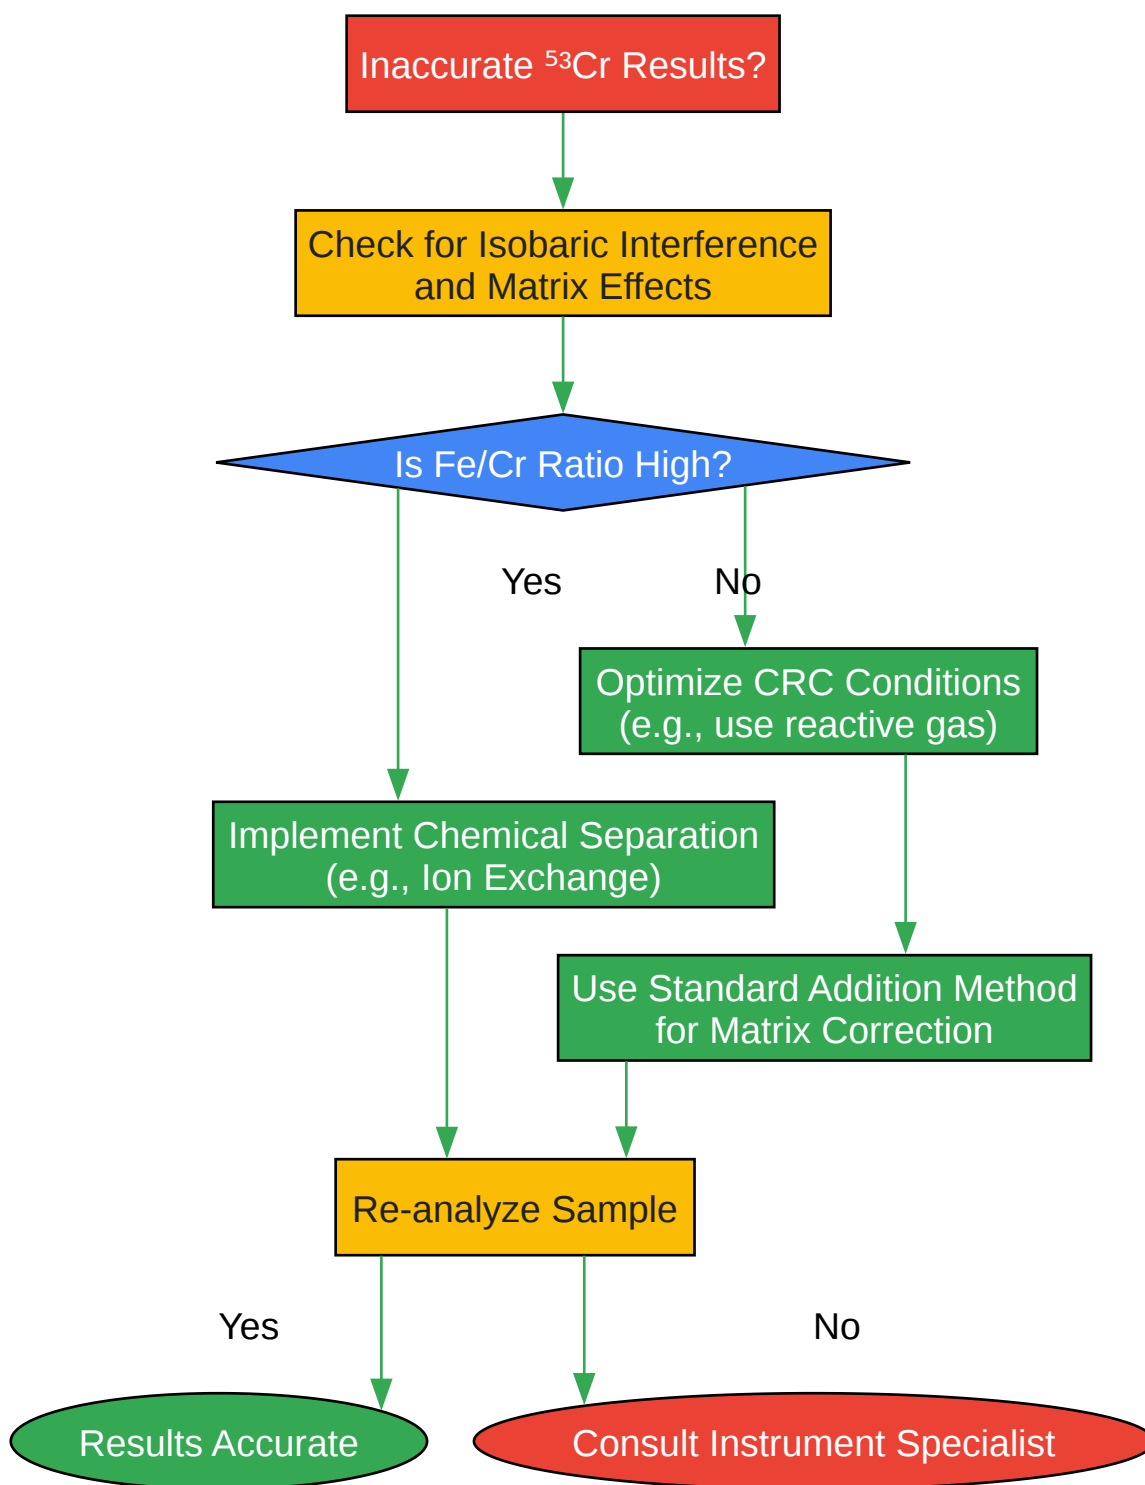 Inaccurate ⁵³Cr Results?
Check for Isobaric Interference
and Matrix Effects
Is Fe/Cr Ratio High?
Yes
No
Optimize CRC Conditions
(e.g., use reactive gas)
Implement Chemical Separation
(e.g., Ion Exchange)
Use Standard Addition Method
for Matrix Correction
Re-analyze Sample
Yes
No
Results Accurate
Consult Instrument Specialist